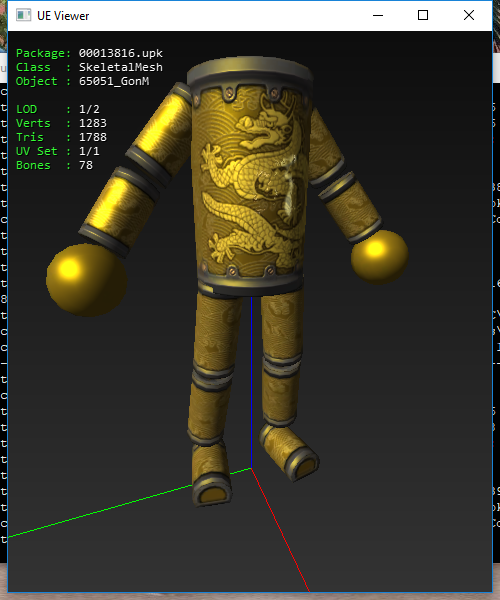 UE Viewer
Package: 00013816.upk
Class : SkeletalMesh
Object : 65051_GonM
LOD : 1/2
Verts : 1283
Tris : 1788
UV Set : 1/1
Bones : 78